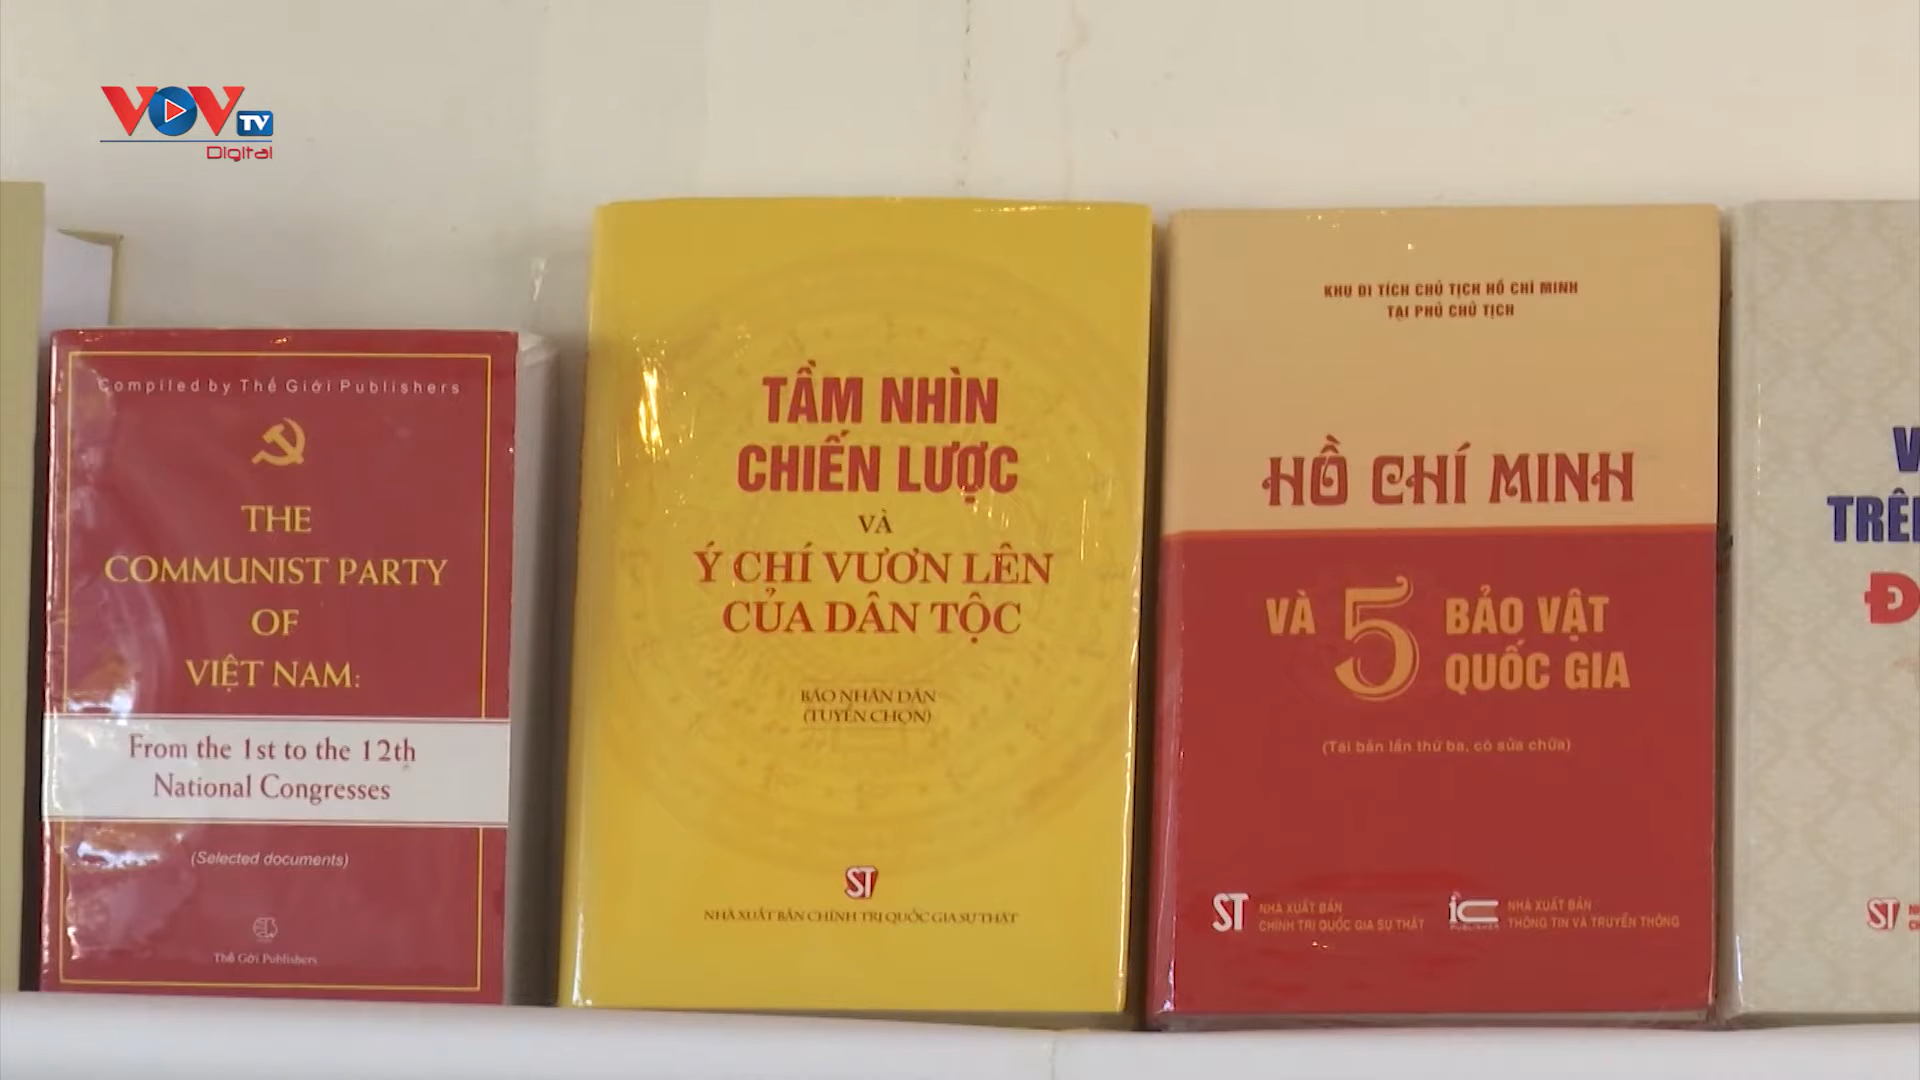 VOV TV
Digital
Compiled by Thế Giới Publishers
THE
COMMUNIST PARTY
OF
VIỆT NAM:
From the 1st to the 12th
National Congresses
(Selected documents)
Thế Giới Publishers
TẦM NHÌN
CHIẾN LƯỢC
VÀ
Ý CHÍ VƯƠN LÊN
CỦA DÂN TỘC
BÁO NHÂN DÂN
(TUYỂN CHỌN)
ST
NHÀ XUẤT BẢN CHÍNH TRỊ QUỐC GIA SỰ THẬT
KHU DI TÍCH CHỦ TỊCH HỒ CHÍ MINH
TẠI PHỦ CHỦ TỊCH
HỒ CHÍ MINH
VÀ 5 BẢO VẬT
QUỐC GIA
(Tái bản lần thứ ba, có sửa chữa)
ST NHÀ XUẤT BẢN
CHÍNH TRỊ QUỐC GIA SỰ THẬT
IC PUBLISHER NHÀ XUẤT BẢN
THÔNG TIN VÀ TRUYỀN THÔNG
V
TRÊ
Đ
ST